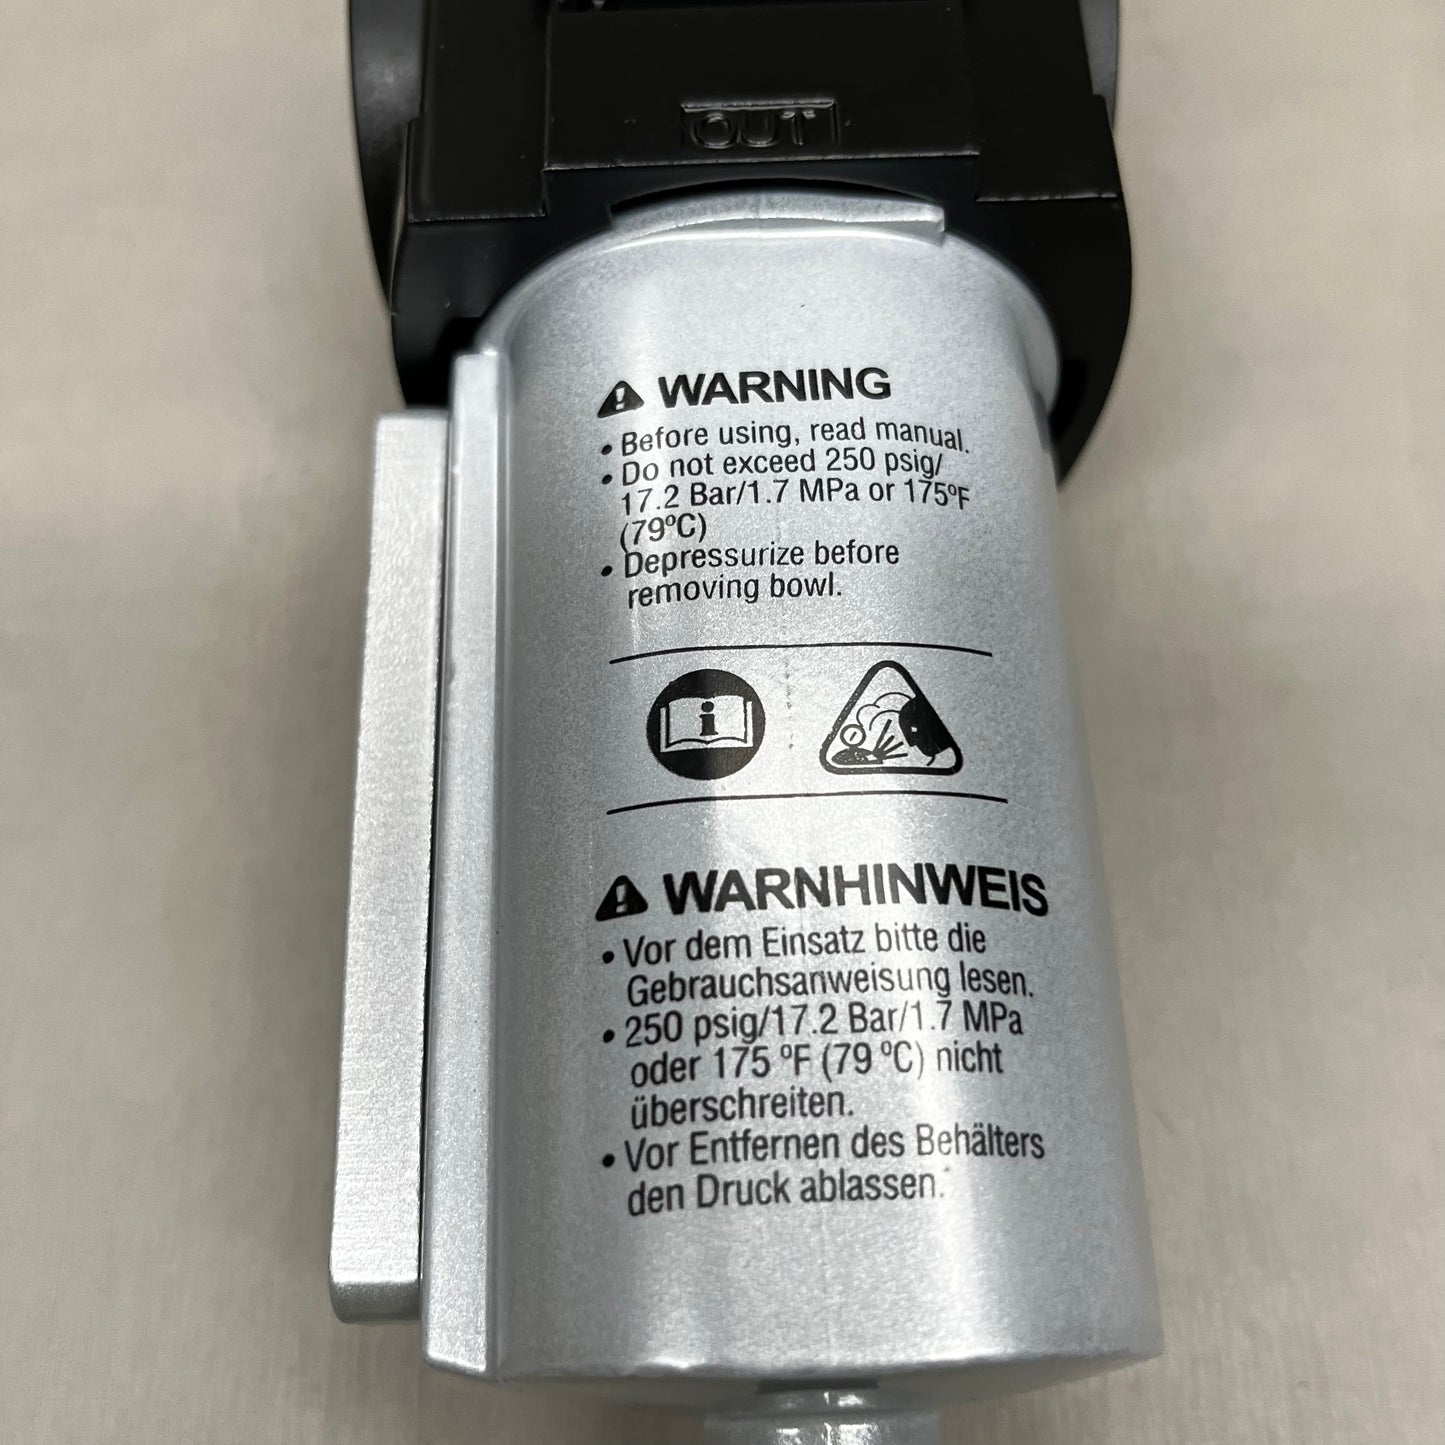 OUT
WARNING
• Before using, read manual.
• Do not exceed 250 psig/
17.2 Bar/1.7 MPa or 175ºF
(79ºC)
• Depressurize before
removing bowl.
i
WARNHINWEIS
• Vor dem Einsatz bitte die
Gebrauchsanweisung lesen.
• 250 psig/17.2 Bar/1.7 MPa
oder 175 ºF (79 ºC) nicht
überschreiten.
• Vor Entfernen des Behälters
den Druck ablassen.